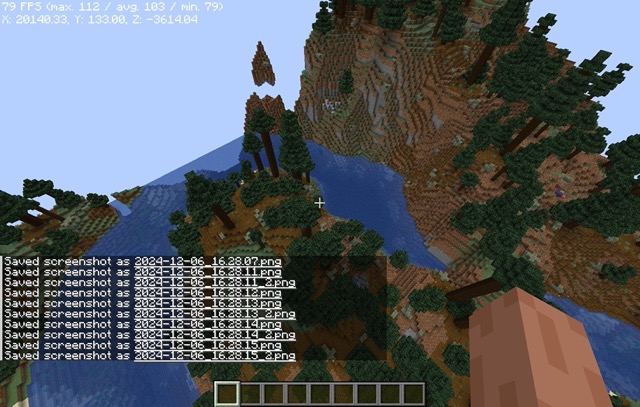 79 FPS (max. 112 / avg. 103 / min. 79)
X: 20140.33, Y: 133.00, Z: -3614.04
Saved screenshot as 2024-12-06_16.28.07.png
Saved screenshot as 2024-12-06_16.28.11.png
Saved screenshot as 2024-12-06_16.28.11_2.png
Saved screenshot as 2024-12-06_16.28.12.png
Saved screenshot as 2024-12-06_16.28.13.png
Saved screenshot as 2024-12-06_16.28.13_2.png
Saved screenshot as 2024-12-06_16.28.14.png
Saved screenshot as 2024-12-06_16.28.14_2.png
Saved screenshot as 2024-12-06_16.28.15.png
Saved screenshot as 2024-12-06_16.28.15_2.png